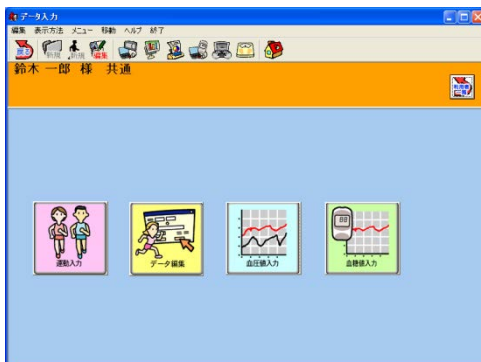 データ入力
編集 表示方法 メニュー 移動 ヘルプ 終了
戻る 新規 新規 編集
鈴木 一郎 様 共通
運動入力 データ編集 血圧値入力 血糖値入力